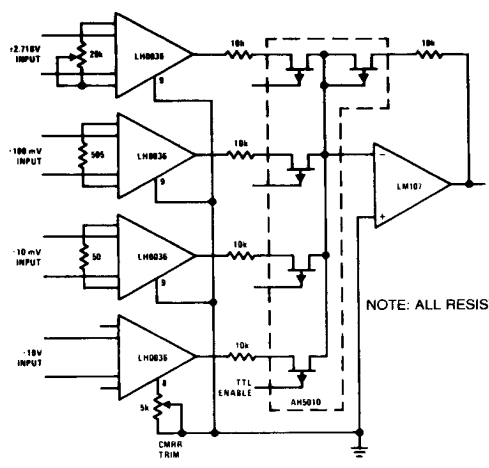 ±2.718V
INPUT
20k
LH0036
9
10k
10k
-100 mV
INPUT
505
LH0036
9
10k
LM107
-
+
-10 mV
INPUT
50
LH0036
9
10k
NOTE: ALL RESIS
-10V
INPUT
LH0036
10k
8
5k
TTL
ENABLE
AH5010
CMRR
TRIM